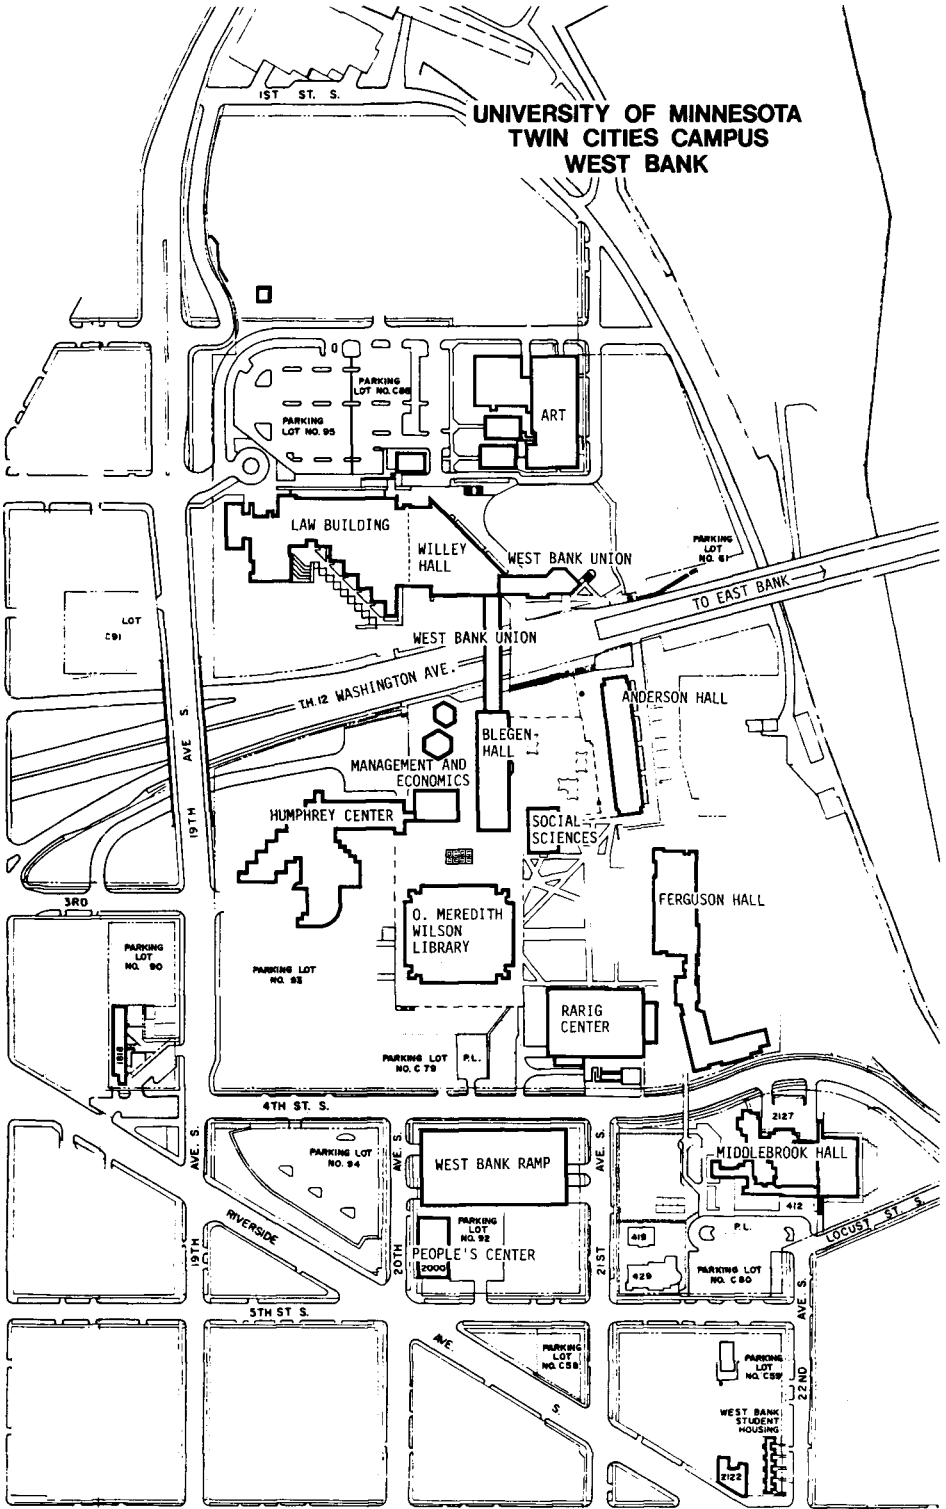 1ST ST. S.
UNIVERSITY OF MINNESOTA
TWIN CITIES CAMPUS
WEST BANK
PARKING
LOT NO. C86
PARKING
LOT NO. 95
ART
LAW BUILDING
WILLEY
HALL
WEST BANK UNION
PARKING
LOT
NO. 61
TO EAST BANK
LOT
C91
WEST BANK UNION
T.H. 12 WASHINGTON AVE.
ANDERSON HALL
BLEGEN
HALL
MANAGEMENT AND
ECONOMICS
19TH AVE S.
HUMPHREY CENTER
SOCIAL
SCIENCES
3RD
FERGUSON HALL
O. MEREDITH
WILSON
LIBRARY
PARKING
LOT
NO. 90
PARKING LOT
NO. 93
RARIG
CENTER
1818
PARKING LOT
NO. C 79
P.L.
4TH ST. S.
2127
MIDDLEBROOK HALL
412
PARKING LOT
NO. 94
WEST BANK RAMP
19TH AVE. S.
20TH AVE. S.
21ST AVE. S.
RIVERSIDE
PARKING
LOT
NO. 92
PEOPLE'S CENTER
2000
419
429
P.L.
LOCUST ST. S.
PARKING LOT
NO. C80
5TH ST S.
AVE.
S.
PARKING
LOT
NO. C58
PARKING
LOT
NO. C59
22ND AVE. S.
WEST BANK
STUDENT
HOUSING
2122